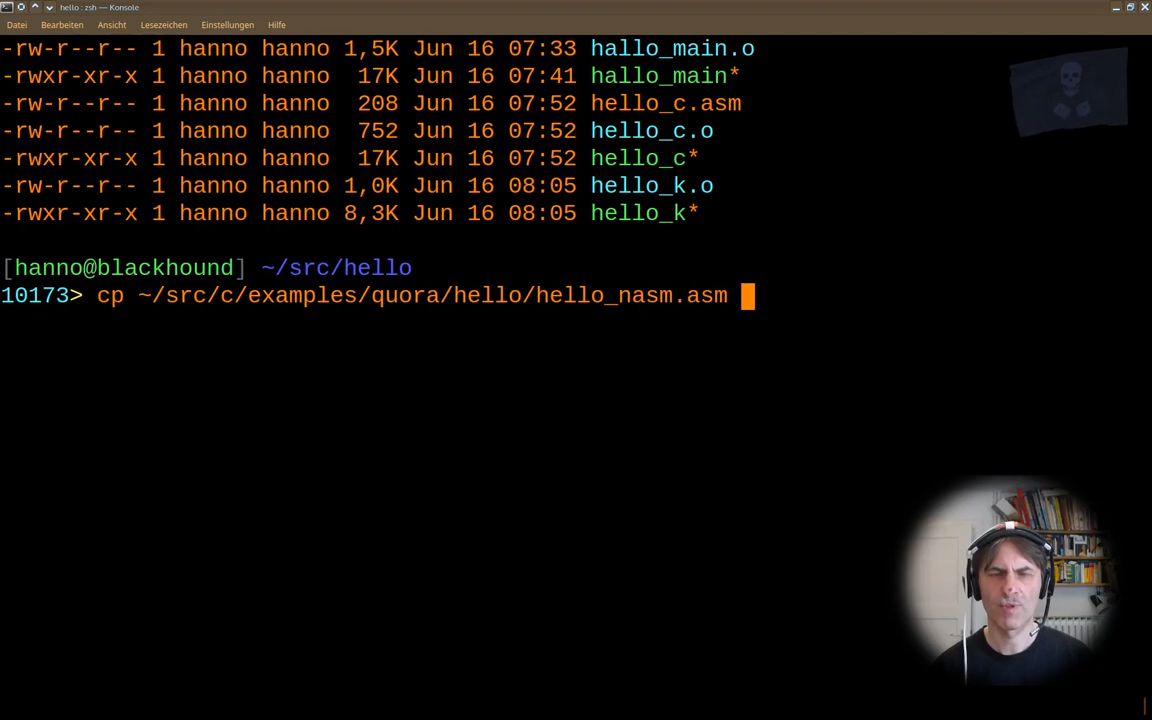 hello : zsh — Konsole
Datei Bearbeiten Ansicht Lesezeichen Einstellungen Hilfe
-rw-r--r-- 1 hanno hanno 1,5K Jun 16 07:33 hallo_main.o
-rwxr-xr-x 1 hanno hanno  17K Jun 16 07:41 hallo_main*
-rw-r--r-- 1 hanno hanno  208 Jun 16 07:52 hello_c.asm
-rw-r--r-- 1 hanno hanno  752 Jun 16 07:52 hello_c.o
-rwxr-xr-x 1 hanno hanno  17K Jun 16 07:52 hello_c*
-rw-r--r-- 1 hanno hanno 1,0K Jun 16 08:05 hello_k.o
-rwxr-xr-x 1 hanno hanno 8,3K Jun 16 08:05 hello_k*
[hanno@blackhound] ~/src/hello
10173> cp ~/src/c/examples/quora/hello/hello_nasm.asm